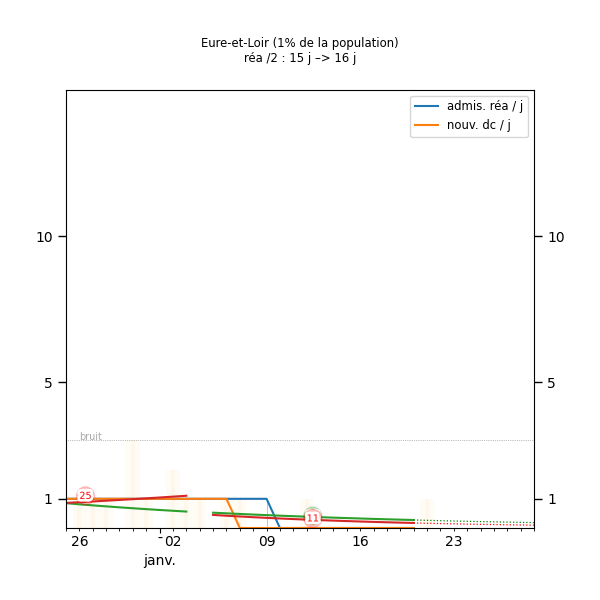 Eure-et-Loir (1% de la population)
réa /2 : 15 j –> 16 j
admis. réa / j
nouv. dc / j
10
10
5
5
bruit
1
1
25
11
26
02
09
16
23
janv.